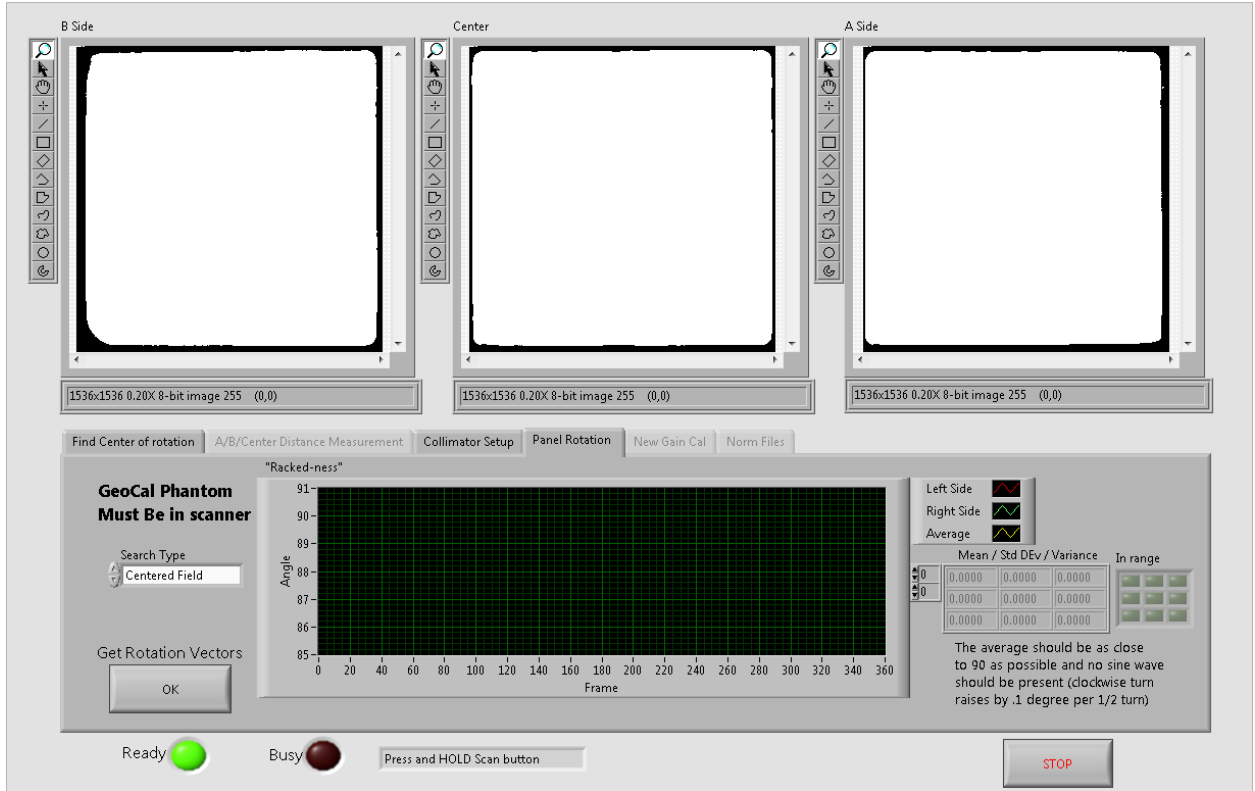 B Side
Center
A Side
1536x1536 0.20X 8-bit image 255 (0,0)
1536x1536 0.20X 8-bit image 255 (0,0)
1536x1536 0.20X 8-bit image 255 (0,0)
Find Center of rotation
A/B/Center Distance Measurement
Collimator Setup
Panel Rotation
New Gain Cal
Norm Files
GeoCal Phantom
Must Be in scanner
Search Type
Centered Field
Get Rotation Vectors
OK
"Racked-ness"
Angle
91
90
89
88
87
86
85
0 20 40 60 80 100 120 140 160 180 200 220 240 260 280 300 320 340 360
Frame
Left Side
Right Side
Average
Mean / Std DEv / Variance
In range
0
0
0.0000 0.0000 0.0000
0.0000 0.0000 0.0000
0.0000 0.0000 0.0000
The average should be as close
to 90 as possible and no sine wave
should be present (clockwise turn
raises by .1 degree per 1/2 turn)
Ready
Busy
Press and HOLD Scan button
STOP